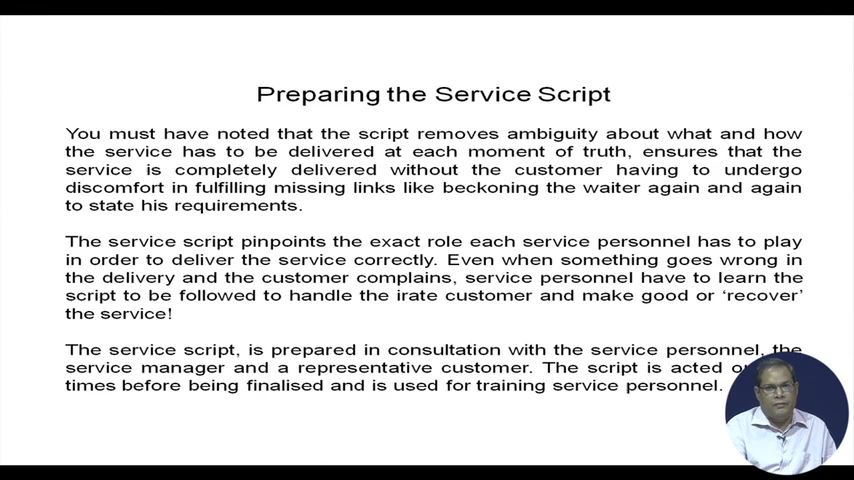 Preparing the Service Script
You must have noted that the script removes ambiguity about what and how
the service has to be delivered at each moment of truth, ensures that the
service is completely delivered without the customer having to undergo
discomfort in fulfilling missing links like beckoning the waiter again and again
to state his requirements.
The service script pinpoints the exact role each service personnel has to play
in order to deliver the service correctly. Even when something goes wrong in
the delivery and the customer complains, service personnel have to learn the
script to be followed to handle the irate customer and make good or ‘recover’
the service!
The service script, is prepared in consultation with the service personnel, the
service manager and a representative customer. The script is acted
times before being finalised and is used for training service personnel.